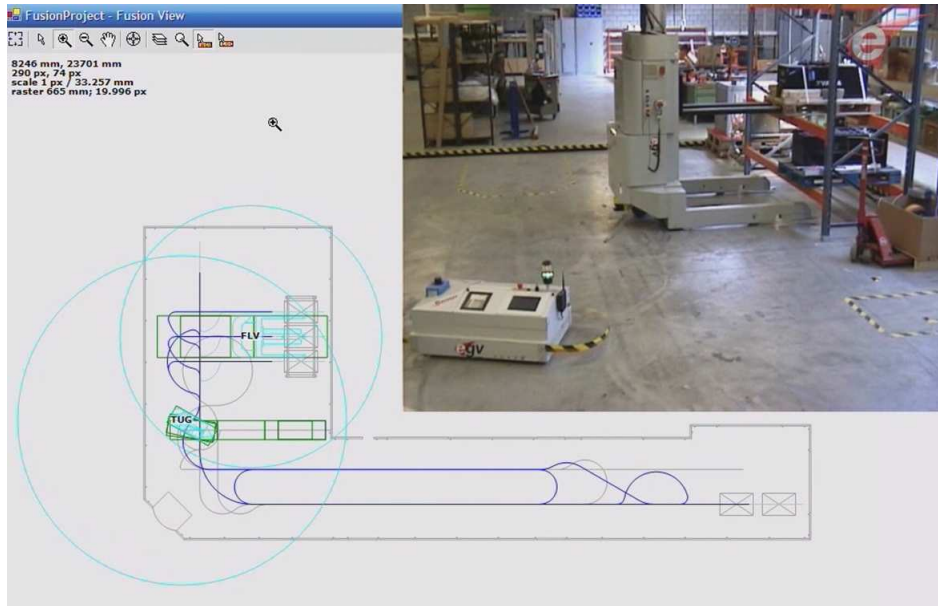 FusionProject - Fusion View
8246 mm, 23701 mm
290 px, 74 px
scale 1 px / 33.257 mm
raster 665 mm; 19.996 px
e
FLV
TUG
egv